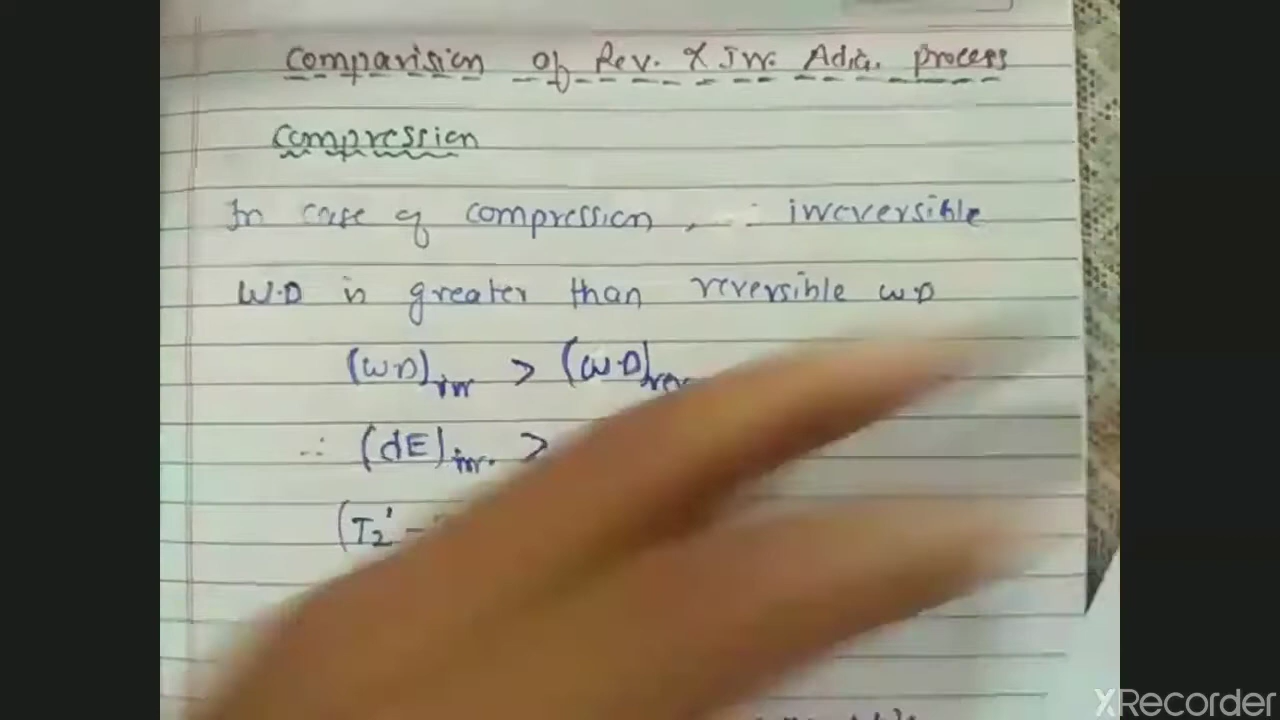 Comparision of Rev. & Irr. Adia. process
Compression
In case of compression, irreversible
W.D is greater than reversible W.D
(W.D)irr > (W.D)rev
∴ (dE)irr. >
(T2' -
XRecorder